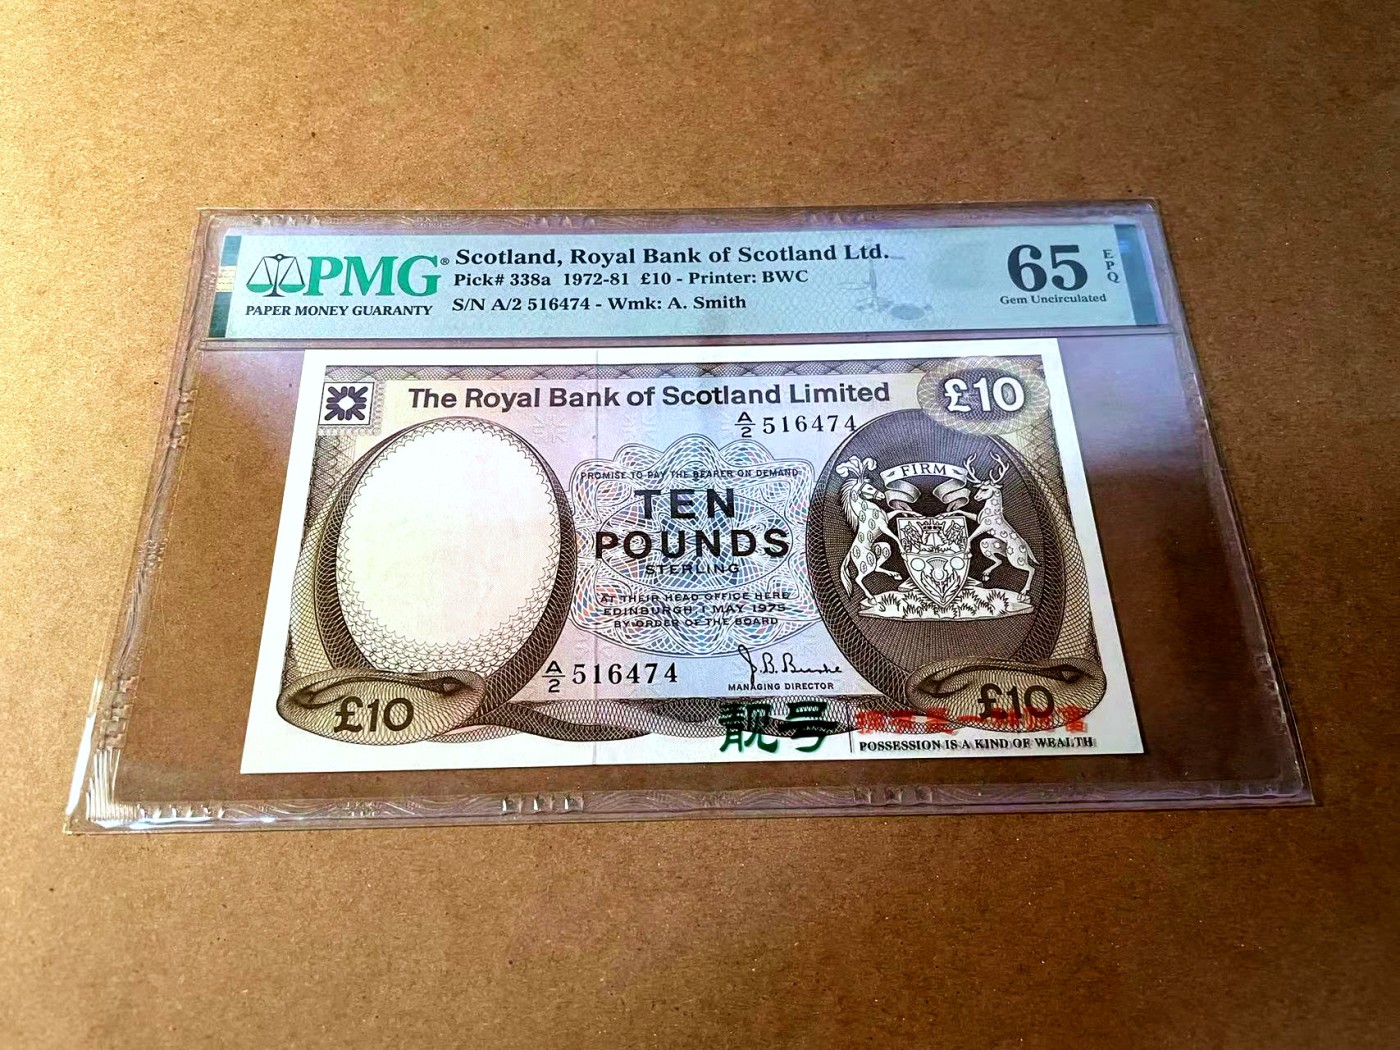 PMG®
PAPER MONEY GUARANTY
Scotland, Royal Bank of Scotland Ltd.
Pick# 338a 1972-81 £10 - Printer: BWC
S/N A/2 516474 - Wmk: A. Smith
65
EPQ
Gem Uncirculated
The Royal Bank of Scotland Limited
£10
A/2 516474
PROMISE TO PAY THE BEARER ON DEMAND
TEN
POUNDS
STERLING
AT THEIR HEAD OFFICE HERE
EDINBURGH 1 MAY 1975
BY ORDER OF THE BOARD
FIRM
A/2 516474
J.B. Burke
MANAGING DIRECTOR
£10
£10
靓号
POSSESSION IS A KIND OF WEALTH